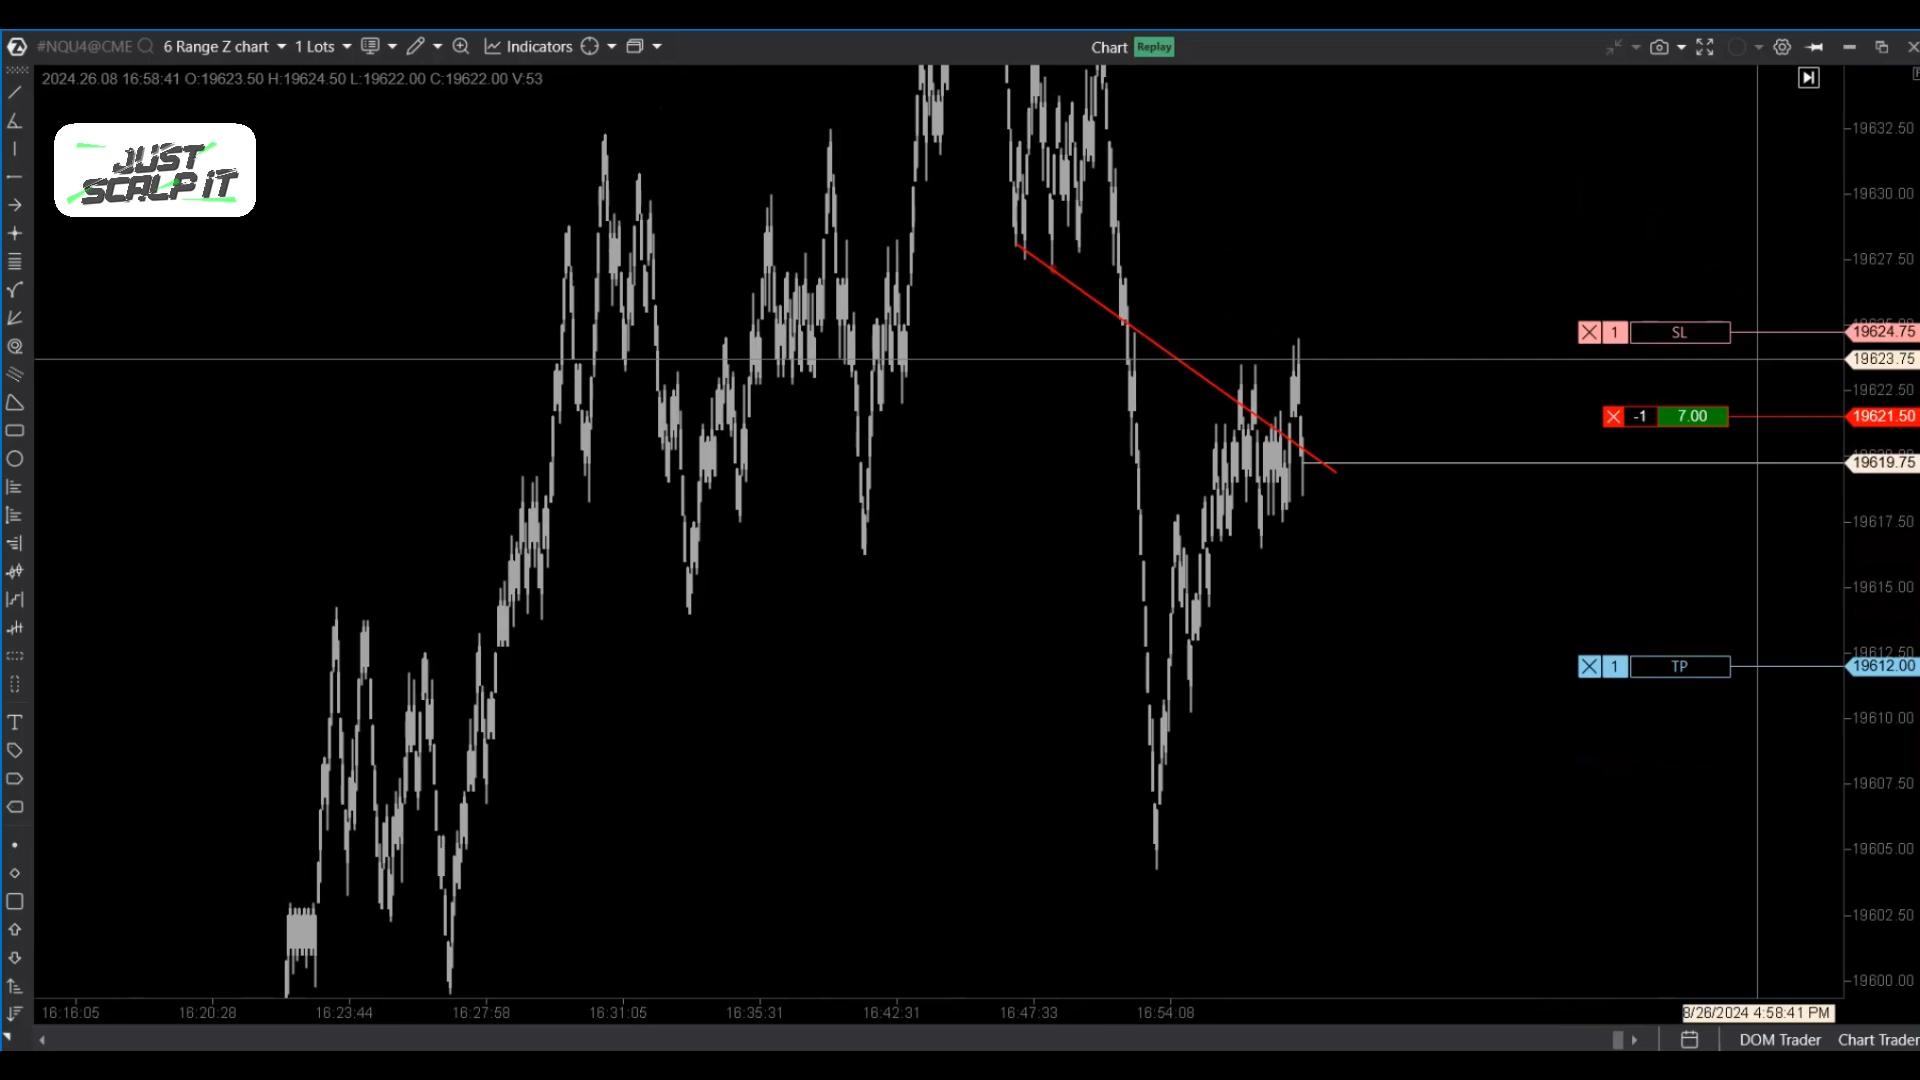 #NQU4@CME 6 Range Z chart 1 Lots Indicators Chart Replay
2024.26.08 16:58:41 O:19623.50 H:19624.50 L:19622.00 C:19622.00 V:53
JUST
SCALP iT
19632.50
19630.00
19627.50
1 SL 19624.75
19623.75
19622.50
-1 7.00 19621.50
19619.75
19617.50
19615.00
19612.50
1 TP 19612.00
19610.00
19607.50
19605.00
19602.50
19600.00
16:16:05 16:20:28 16:23:44 16:27:58 16:31:05 16:35:31 16:42:31 16:47:33 16:54:08 8/26/2024 4:58:41 PM
DOM Trader Chart Trader